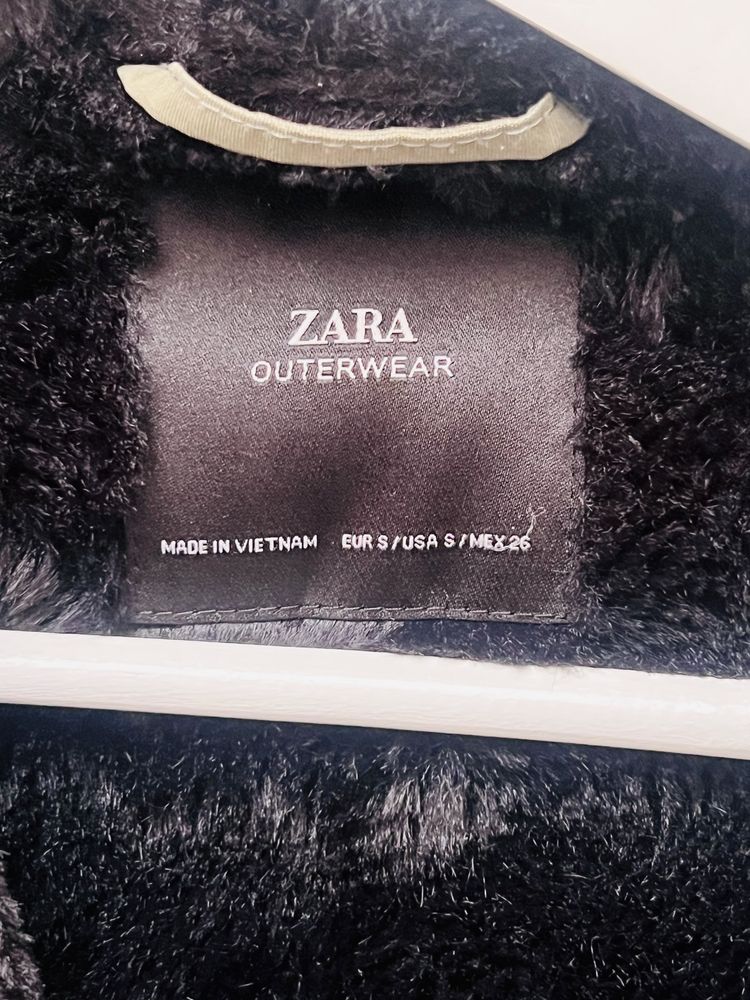 ZARA
OUTERWEAR
MADE IN VIETNAM EUR S / USA S / MEX 26